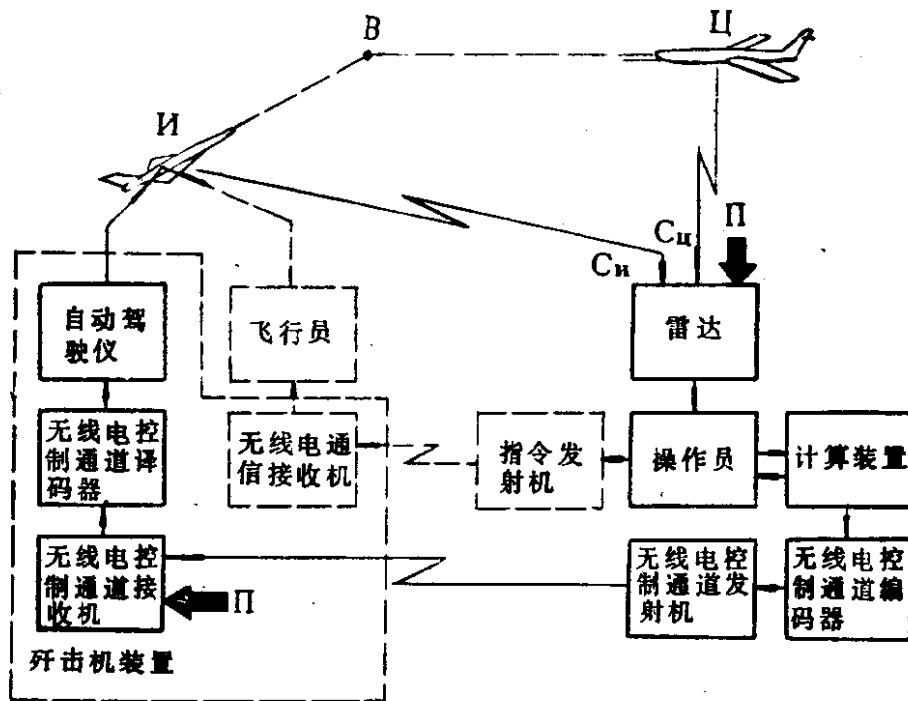 В
Ц
И
П
Сц
Си
自动驾
驶仪
飞行员
雷达
无线电控
制通道译
码器
无线电通
信接收机
指令发
射机
操作员
计算装置
无线电控
制通道接
收机
П
无线电控
制通道发
射机
无线电控
制通道编
码器
歼击机装置